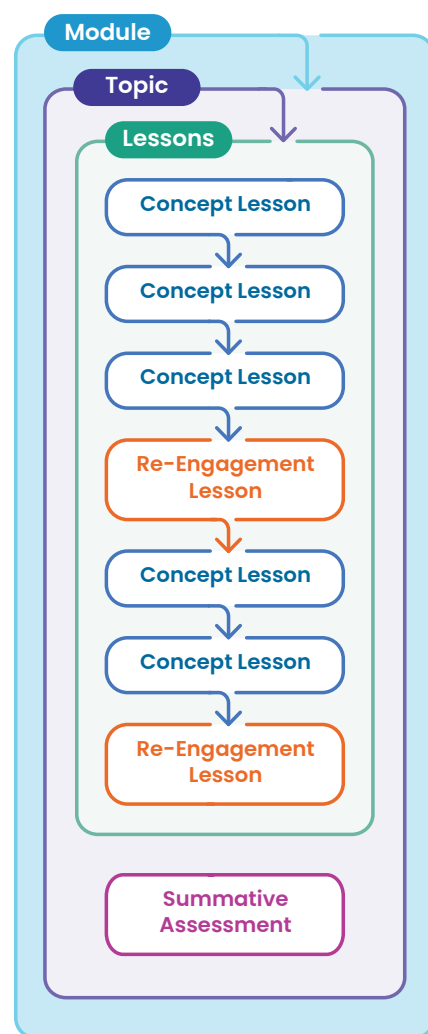 Module
Topic
Lessons
Concept Lesson
Concept Lesson
Concept Lesson
Re-Engagement
Lesson
Concept Lesson
Concept Lesson
Re-Engagement
Lesson
Summative
Assessment